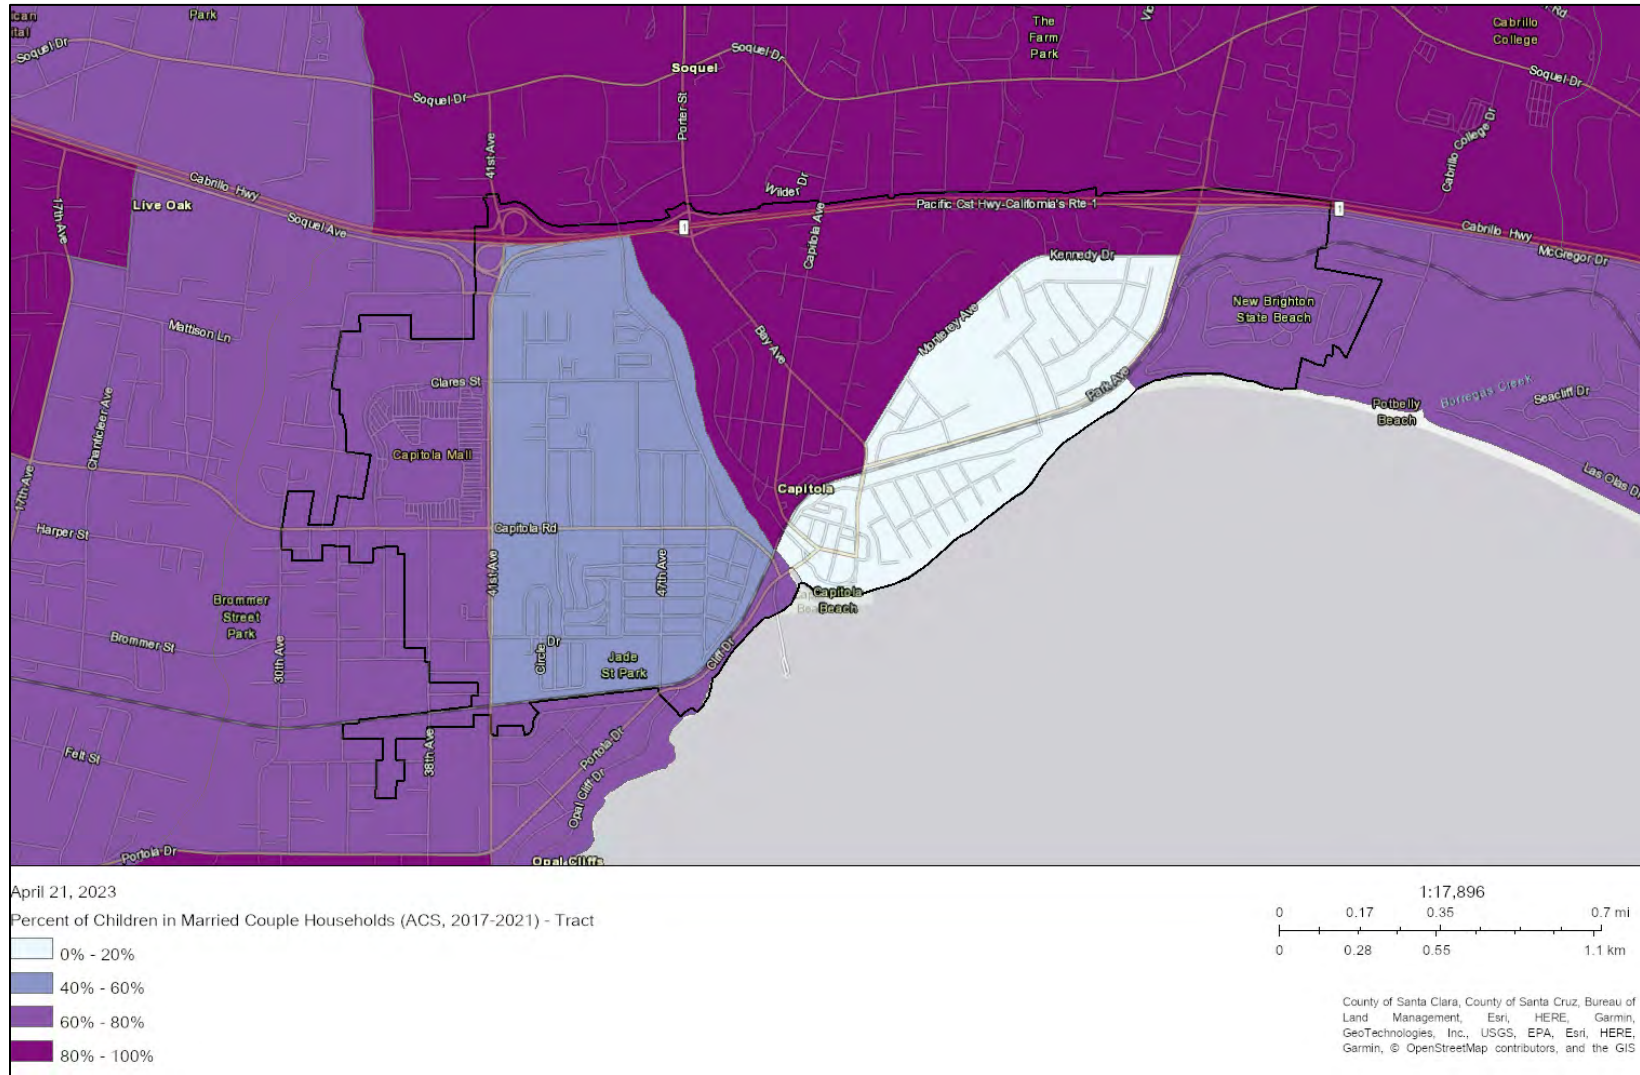 ican
ital
Park
The
Farm
Park
Cabrillo
College
Soquel Dr
Soquel
Soquel Dr
Soquel Dr
Soquel Dr
Porter St
41st Ave
Cabrillo College Dr
Wilder Dr
Cabrillo Hwy
Live Oak
17th Ave
Soquel Ave
Pacific Cst Hwy-California's Rte 1
1
1
Capitola Ave
Cabrillo Hwy
McGregor Dr
Kennedy Dr
New Brighton
State Beach
Mattison Ln
Monterey Ave
Bay Ave
Clares St
Park Ave
Borregas Creek
Seacliff Dr
Potbelly
Beach
Chanticleer Ave
Capitola Mall
17th Ave
Las Olas D
Capitola
Harper St
Capitola Rd
41st Ave
47th Ave
Brommer
Street
Park
Capitola
Beach
Brommer St
30th Ave
Circle Dr
Jade
St Park
Cliff Dr
Felt St
38th Ave
Portola Dr
Opal Cliff Dr
Portola Dr
Opal Cliffs
April 21, 2023
Percent of Children in Married Couple Households (ACS, 2017-2021) - Tract
0% - 20%
40% - 60%
60% - 80%
80% - 100%
1:17,896
0 0.17 0.35 0.7 mi
0 0.28 0.55 1.1 km
County of Santa Clara, County of Santa Cruz, Bureau of
Land Management, Esri, HERE, Garmin,
GeoTechnologies, Inc., USGS, EPA, Esri, HERE,
Garmin, © OpenStreetMap contributors, and the GIS